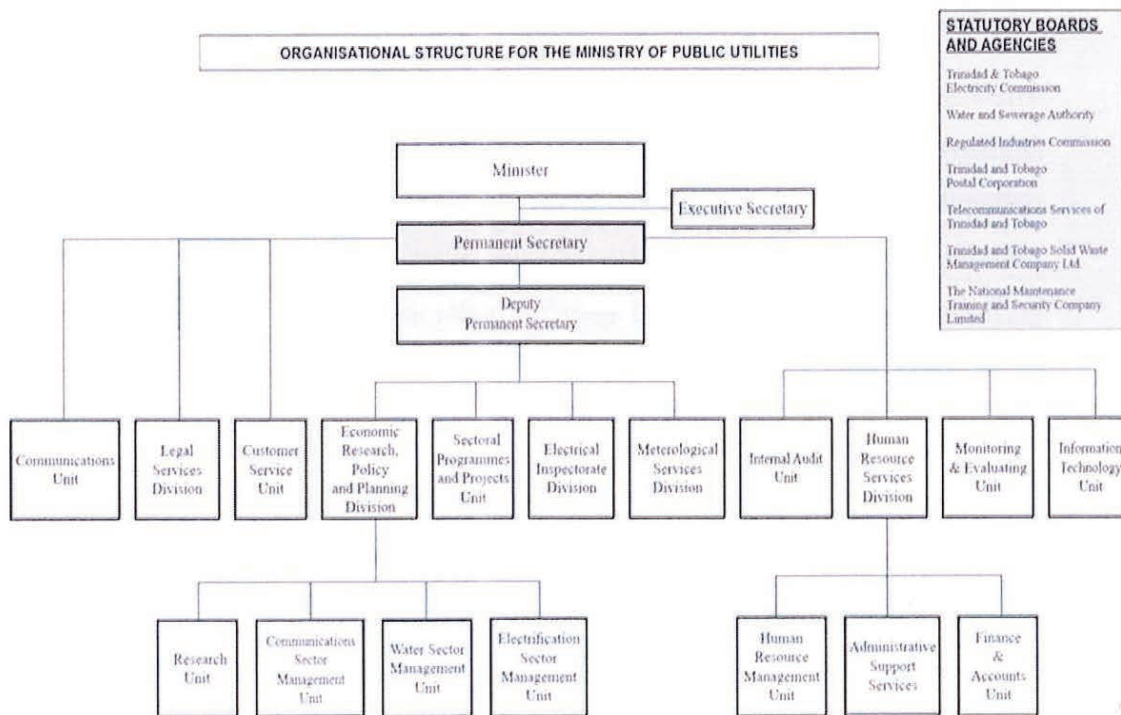 ORGANISATIONAL STRUCTURE FOR THE MINISTRY OF PUBLIC UTILITIES
STATUTORY BOARDS
AND AGENCIES
Trinidad & Tobago
Electricity Commission
Water and Sewerage Authority
Regulated Industries Commission
Trinidad and Tobago
Postal Corporation
Telecommunications Services of
Trinidad and Tobago
Trinidad and Tobago Solid Waste
Management Company Ltd.
The National Maintenance
Training and Security Company
Limited
Minister
Executive Secretary
Permanent Secretary
Deputy
Permanent Secretary
Communications
Unit
Legal
Services
Division
Customer
Service
Unit
Economic
Research,
Policy
and Planning
Division
Sectoral
Programmes
and Projects
Unit
Electrical
Inspectorate
Division
Meterological
Services
Division
Internal Audit
Unit
Human
Resource
Services
Division
Monitoring
& Evaluating
Unit
Information
Technology
Unit
Research
Unit
Communications
Sector
Management
Unit
Water Sector
Management
Unit
Electrification
Sector
Management
Unit
Human
Resource
Management
Unit
Administrative
Support
Services
Finance
&
Accounts
Unit